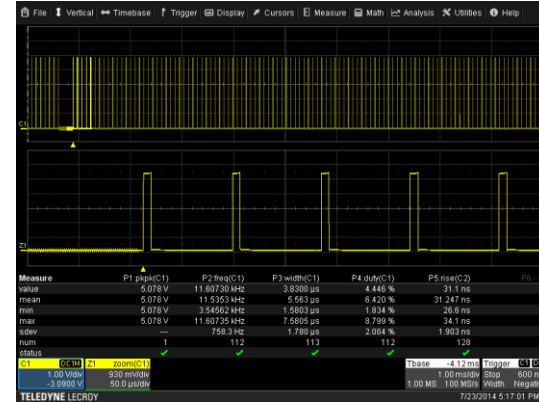 File Vertical Timebase Trigger Display Cursors Measure Math Analysis Utilities Help
C1
Z1
Measure P1:pkpk(C1) P2:freq(C1) P3:width(C1) P4:duty(C1) P5:rise(C2) P6
value 5.078 V 11.60730 kHz 3.8300 µs 4.446 % 31.1 ns
mean 5.078 V 11.5353 kHz 5.563 µs 6.420 % 31.247 ns
min 5.078 V 3.54562 kHz 1.5803 µs 1.834 % 26.6 ns
max 5.078 V 11.60735 kHz 7.5805 µs 8.799 % 34.1 ns
sdev --- 758.3 Hz 1.780 µs 2.084 % 1.903 ns
num 1 112 113 112 128
status
C1 DC1M Z1 zoom(C1) Tbase -4.12 ms Trigger C1
1.00 V/div 930 mV/div 1.00 ms/div Stop 600 m
-3.0900 V 50.0 µs/div 1.00 MS 100 MS/s Width Negati
TELEDYNE LECROY 7/23/2014 5:17:01 PM